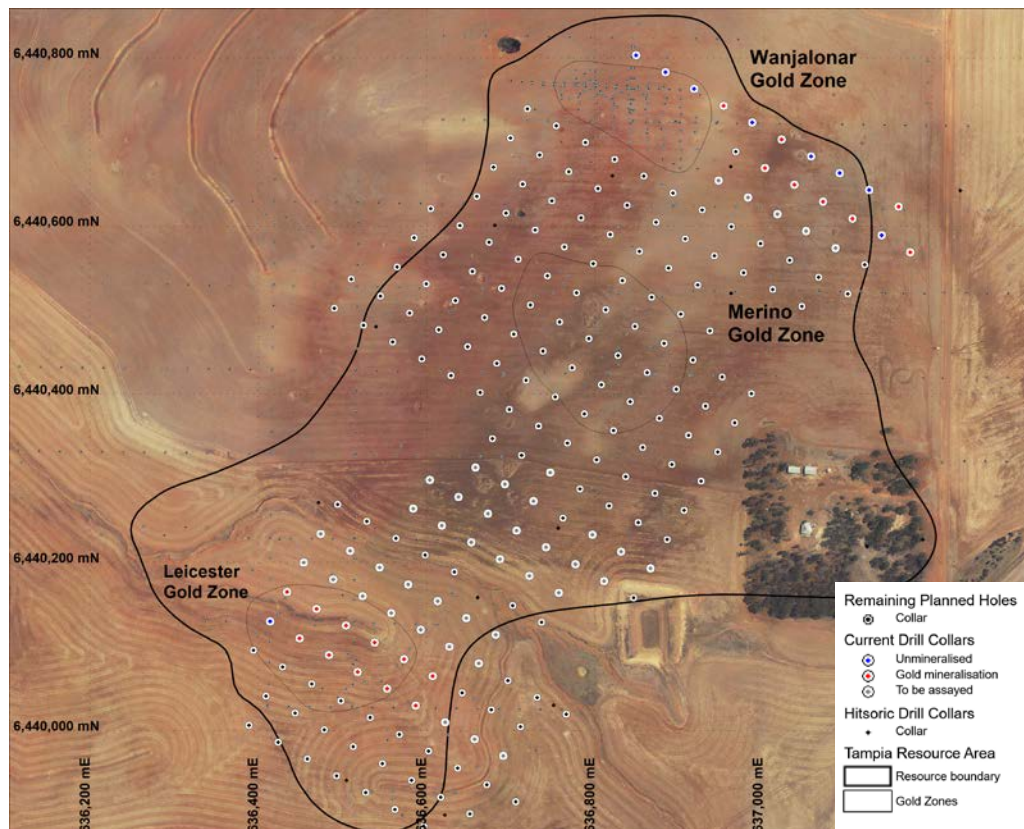 6,440,800 mN
Wanjalonar
Gold Zone
6,440,600 mN
Merino
Gold Zone
6,440,400 mN
6,440,200 mN
Leicester
Gold Zone
6,440,000 mN
636,200 mE
636,400 mE
636,600 mE
636,800 mE
637,000 mE
Remaining Planned Holes
Collar
Current Drill Collars
Unmineralised
Gold mineralisation
To be assayed
Hitsoric Drill Collars
Collar
Tampia Resource Area
Resource boundary
Gold Zones